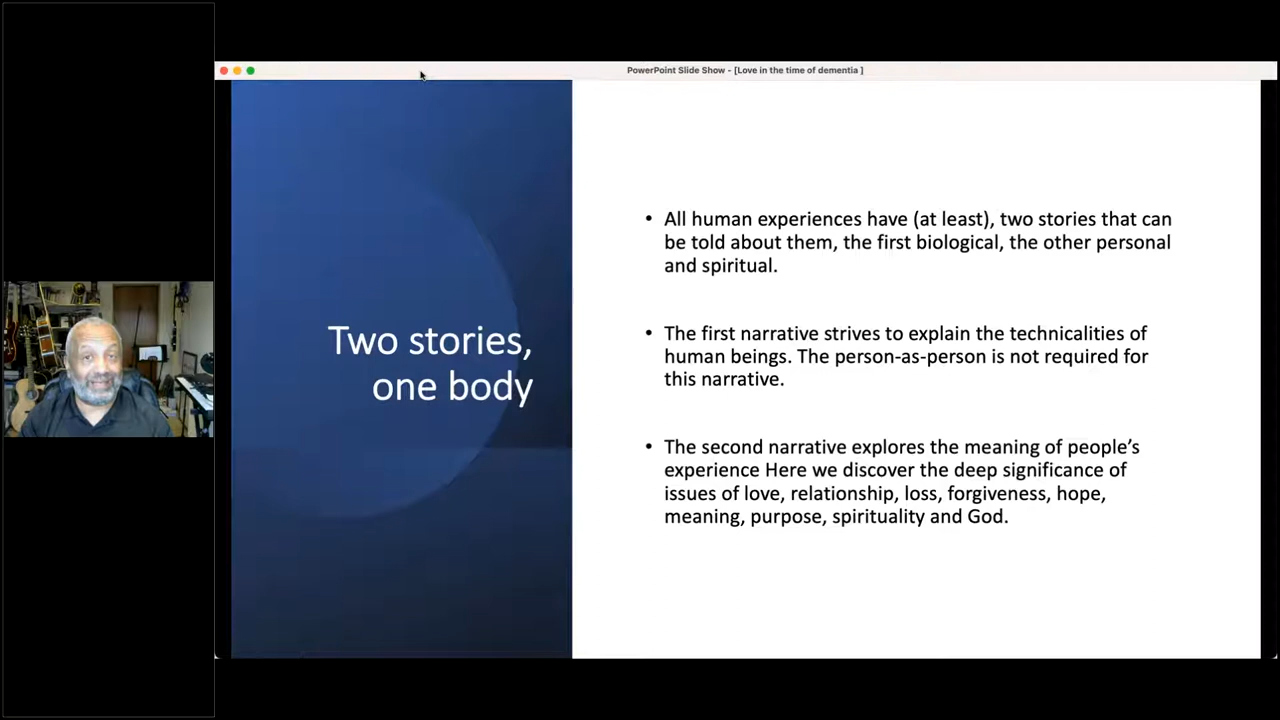 PowerPoint Slide Show - [Love in the time of dementia ]
Two stories,
one body
• All human experiences have (at least), two stories that can
be told about them, the first biological, the other personal
and spiritual.
• The first narrative strives to explain the technicalities of
human beings. The person-as-person is not required for
this narrative.
• The second narrative explores the meaning of people’s
experience Here we discover the deep significance of
issues of love, relationship, loss, forgiveness, hope,
meaning, purpose, spirituality and God.